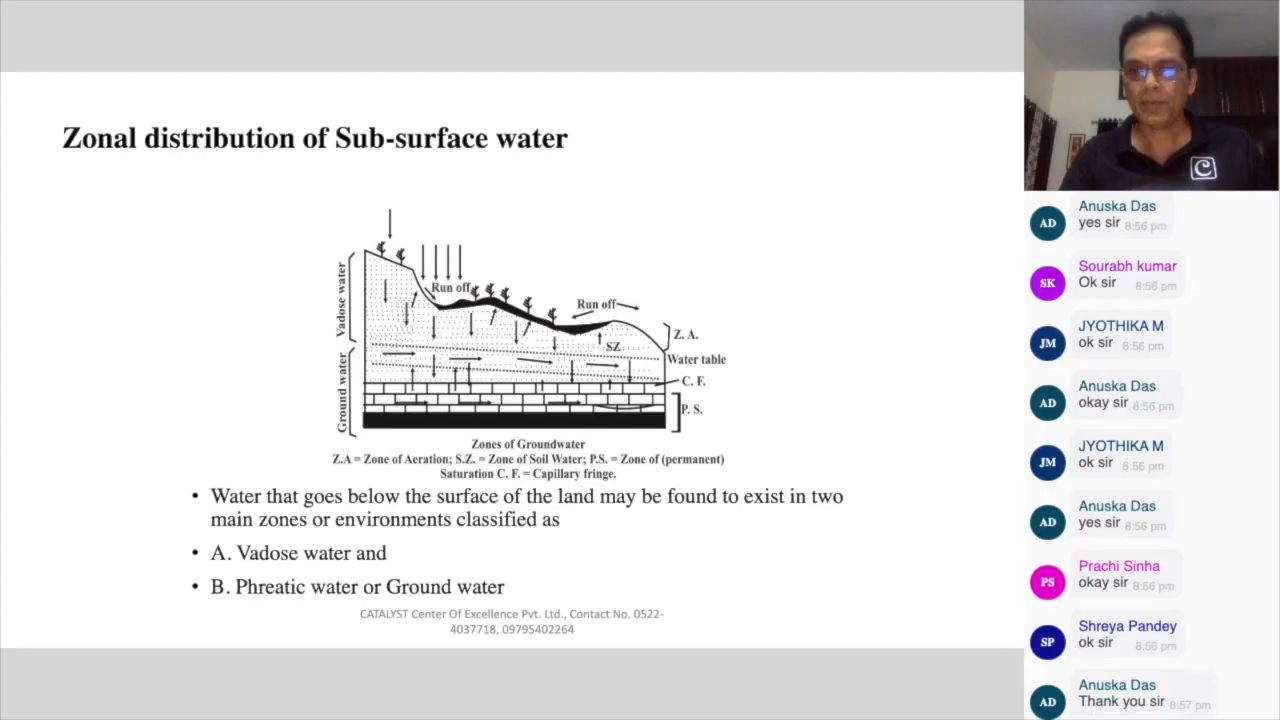 Zonal distribution of Sub-surface water
Vadose water
Ground water
Run off
Run off
Z. A.
SZ
Water table
C. F.
P. S.
Zones of Groundwater
Z.A = Zone of Aeration; S.Z. = Zone of Soil Water; P.S. = Zone of (permanent)
Saturation C. F. = Capillary fringe.
• Water that goes below the surface of the land may be found to exist in two
main zones or environments classified as
• A. Vadose water and
• B. Phreatic water or Ground water
CATALYST Center Of Excellence Pvt. Ltd., Contact No. 0522-
4037718, 09795402264
C
AD
Anuska Das
yes sir 8:56 pm
SK
Sourabh kumar
Ok sir 8:56 pm
JM
JYOTHIKA M
ok sir 8:56 pm
AD
Anuska Das
okay sir 8:56 pm
JM
JYOTHIKA M
ok sir 8:56 pm
AD
Anuska Das
yes sir 8:56 pm
PS
Prachi Sinha
okay sir 8:56 pm
SP
Shreya Pandey
ok sir 8:56 pm
AD
Anuska Das
Thank you sir 8:57 pm